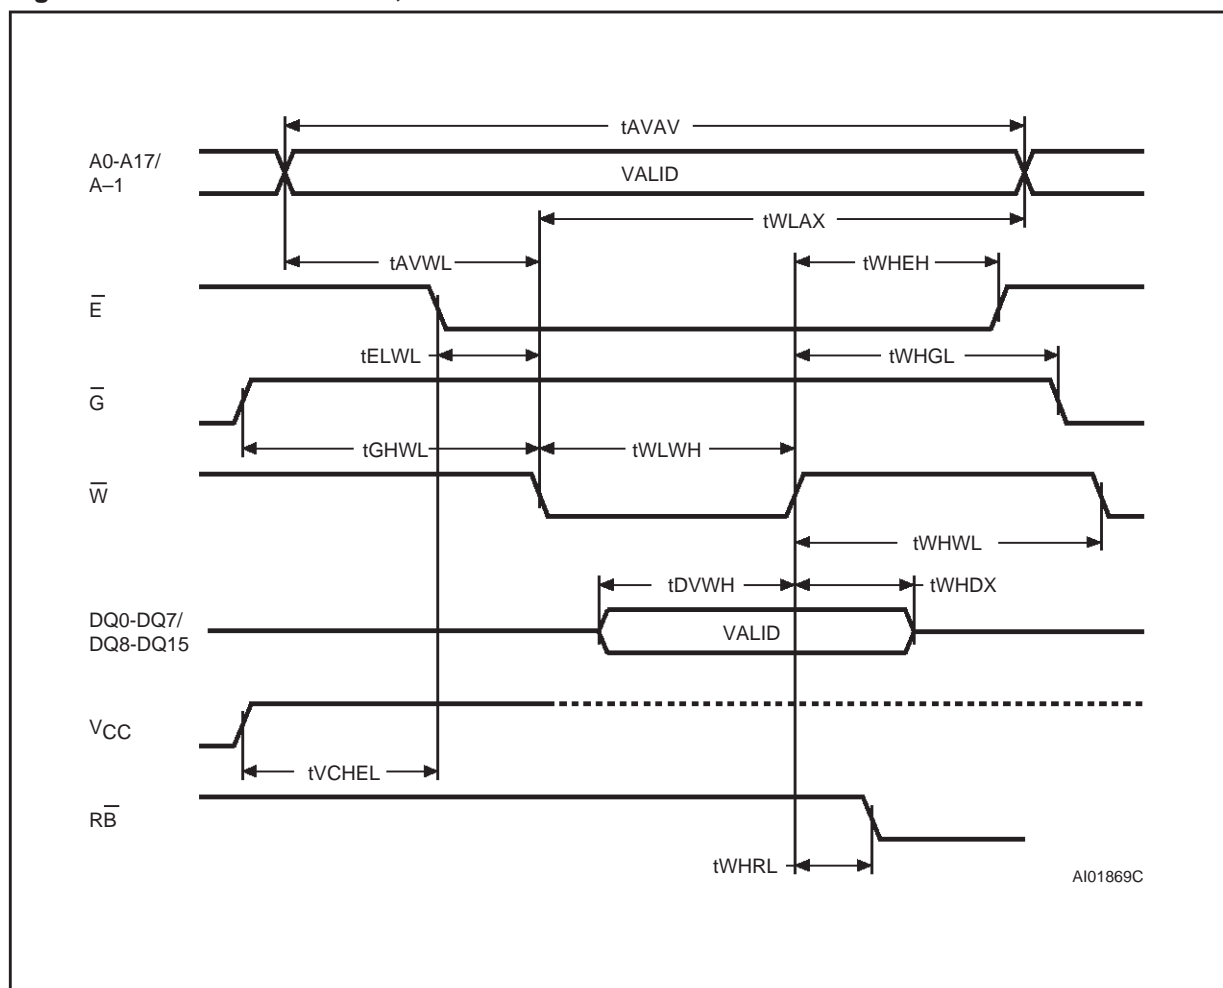 tAVAV
A0-A17/
A–1
VALID
tWLAX
tAVWL
tWHEH
E̅
tELWL
tWHGL
G̅
tGHWL
tWLWH
W̅
tWHWL
tDVWH
tWHDX
DQ0-DQ7/
DQ8-DQ15
VALID
VCC
tVCHEL
RB̅
tWHRL
AI01869C